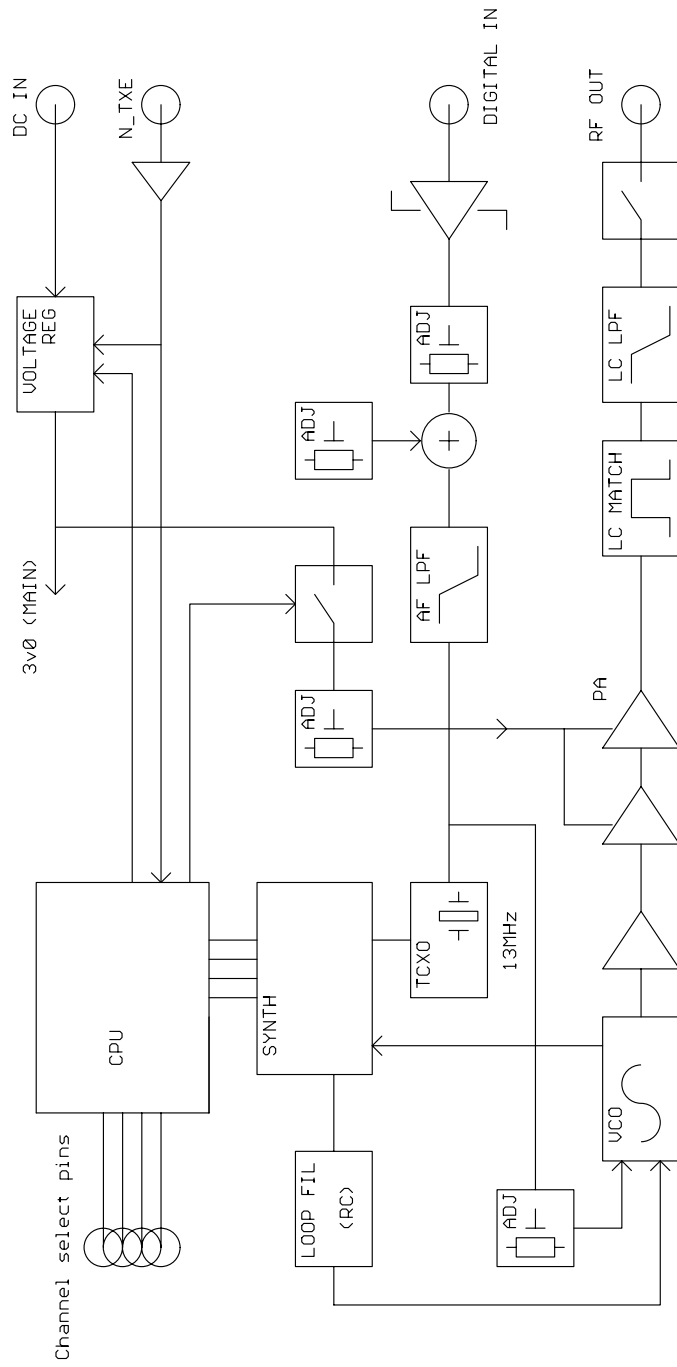 Channel select pins
CPU
3v0 (MAIN)
VOLTAGE
REG
DC IN
N_TXE
SYNTH
LOOP FIL
(RC)
ADJ
ADJ
TCXO
13MHz
AF LPF
ADJ
DIGITAL IN
ADJ
VCO
PA
LC MATCH
LC LPF
RF OUT